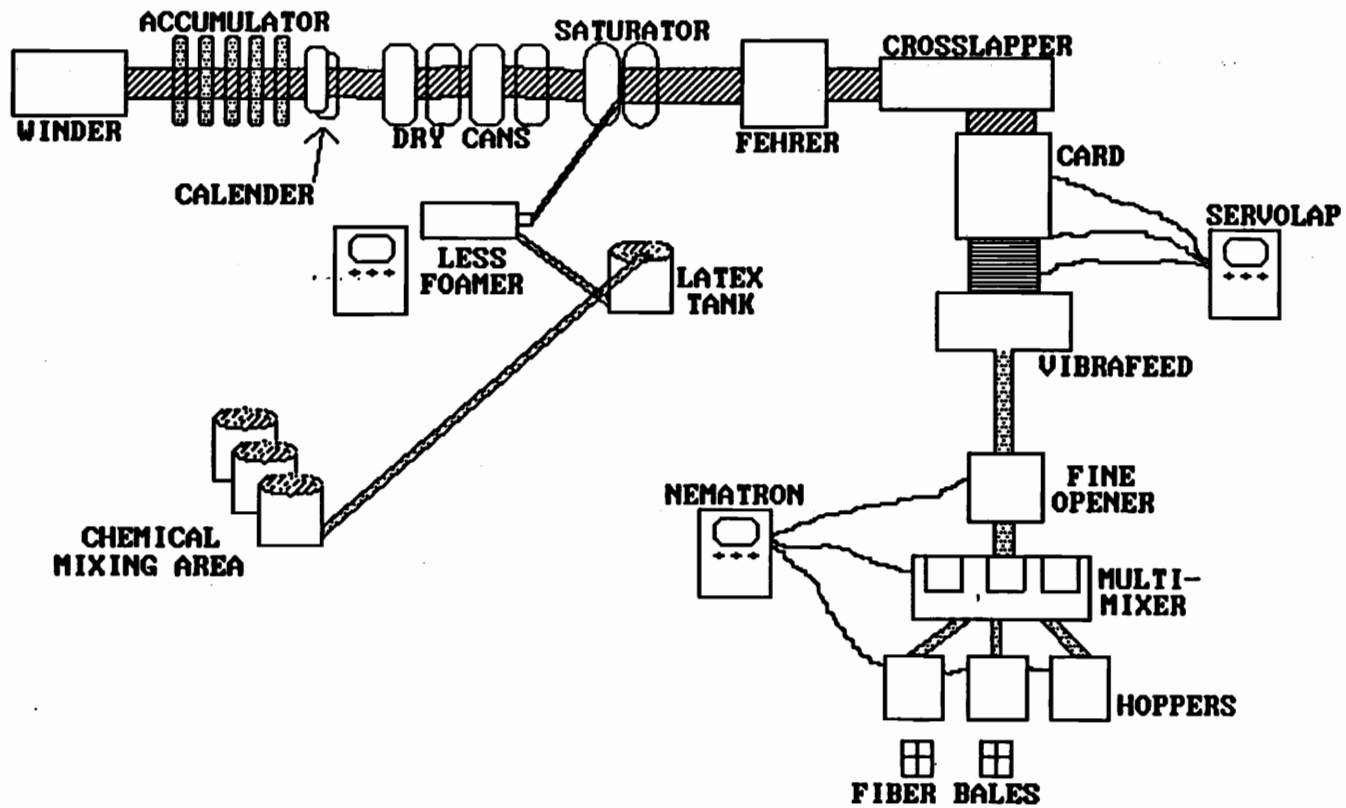 ACCUMULATOR
SATURATOR
CROSSLAPPER
WINDER
DRY CANS
FEHRER
CARD
CALENDER
SERVOLAP
LESS
FOAMER
LATEX
TANK
VIBRAFEED
NEMATRON
FINE
OPENER
CHEMICAL
MIXING AREA
MULTI-
MIXER
HOPPERS
FIBER BALES